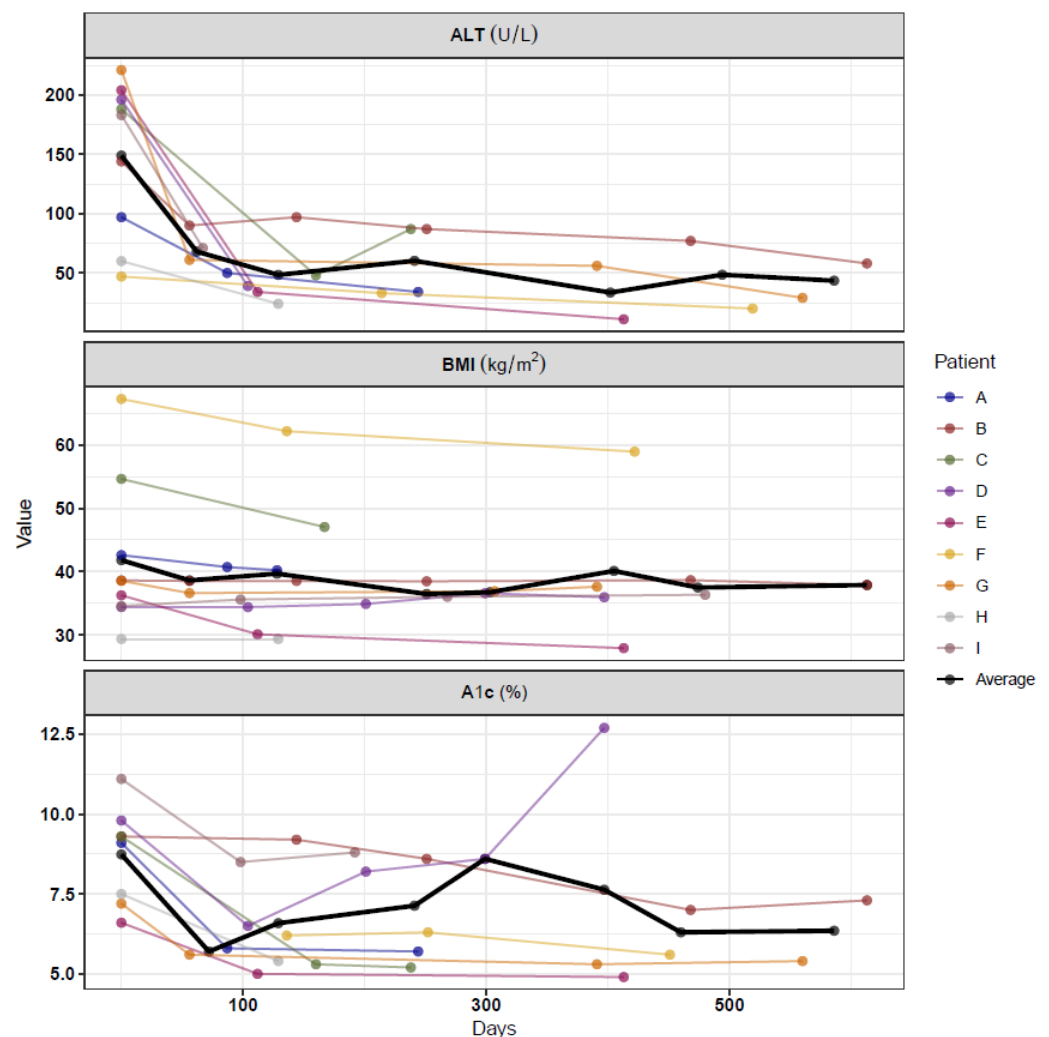 ALT (U/L)
200
150
100
50
BMI (kg/m²)
60
50
40
30
A1c (%)
12.5
10.0
7.5
5.0
100 300 500
Days
Value
Patient
A
B
C
D
E
F
G
H
I
Average